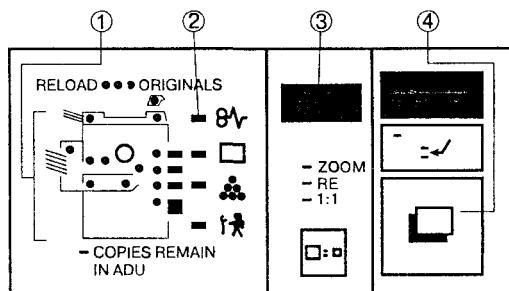 ① ② ③ ④
RELOAD ORIGINALS
- ZOOM
- RE
- 1:1
- COPIES REMAIN
IN ADU